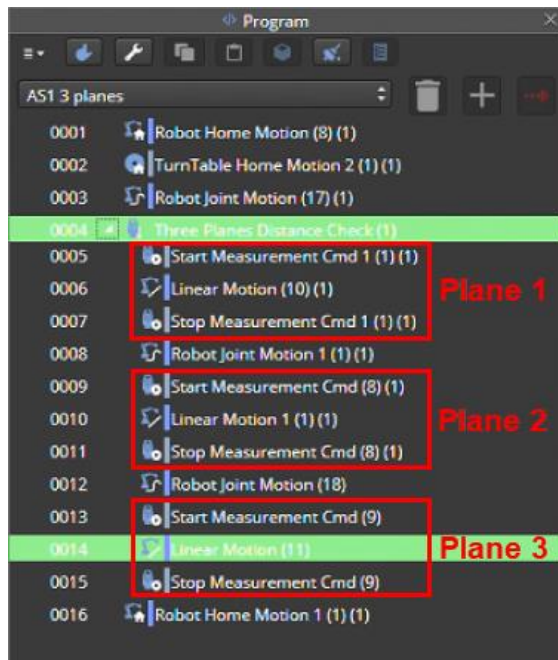 Program
AS1 3 planes
0001 Robot Home Motion (8) (1)
0002 TurnTable Home Motion 2 (1) (1)
0003 Robot Joint Motion (17) (1)
0004 Three Planes Distance Check (1)
0005 Start Measurement Cmd 1 (1) (1)
0006 Linear Motion (10) (1) Plane 1
0007 Stop Measurement Cmd 1 (1) (1)
0008 Robot Joint Motion 1 (1) (1)
0009 Start Measurement Cmd (8) (1)
0010 Linear Motion 1 (1) (1) Plane 2
0011 Stop Measurement Cmd (8) (1)
0012 Robot Joint Motion (18)
0013 Start Measurement Cmd (9)
0014 Linear Motion (11) Plane 3
0015 Stop Measurement Cmd (9)
0016 Robot Home Motion 1 (1) (1)